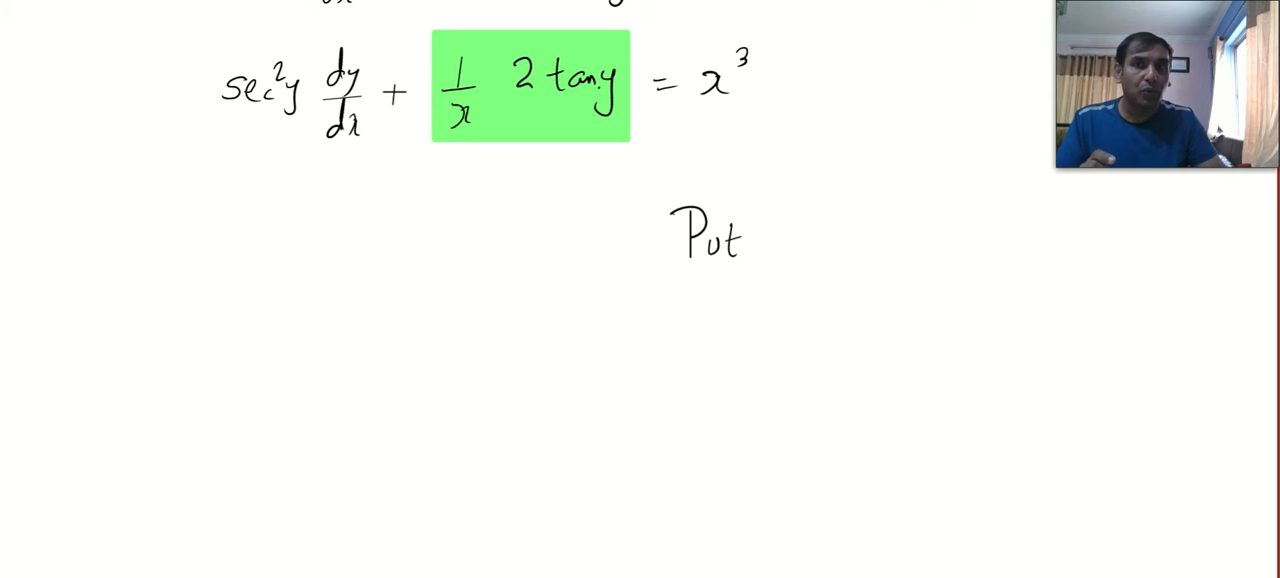 sec²y dy/dx + 1/x 2 tan y = x³
Put